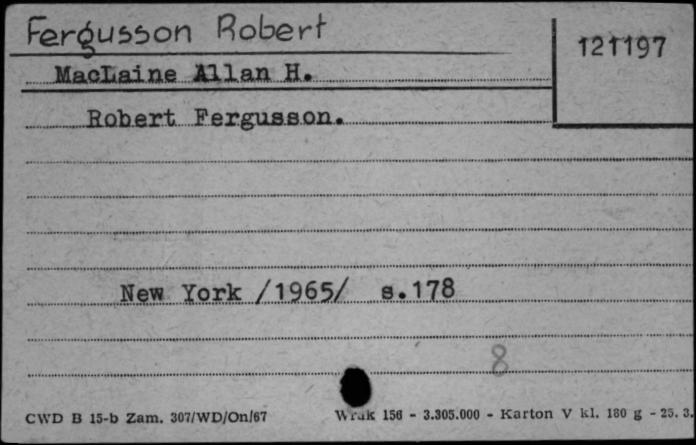 Fergusson Robert
121197
MacLaine Allan H.
Robert Fergusson.
New York /1965/ s.178
8
CWD B 15-b Zam. 307/WD/On/67 Wrak 156 - 3.305.000 - Karton V kl. 180 g - 25. 3.